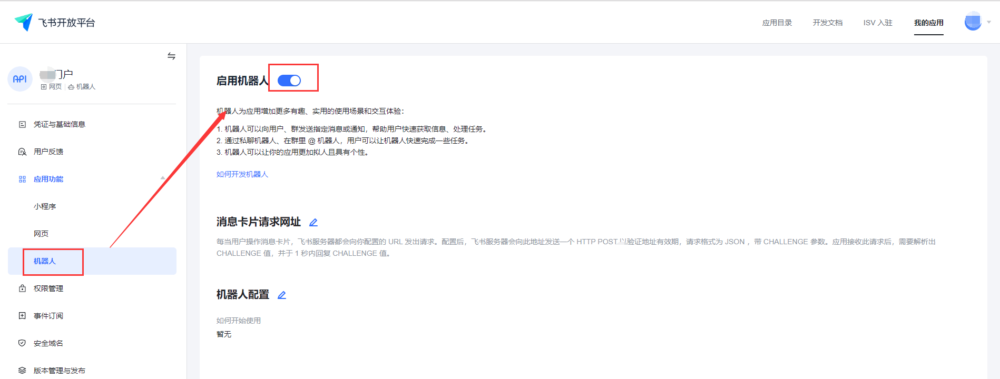 飞书开放平台
应用目录
开发文档
ISV 入驻
我的应用
API
门户
网页
机器人
凭证与基础信息
用户反馈
应用功能
小程序
网页
机器人
权限管理
事件订阅
安全域名
版本管理与发布
启用机器人
机器人为应用增加更多有趣、实用的使用场景和交互体验：
1. 机器人可以向用户、群发送指定消息或通知，帮助用户快速获取信息、处理任务。
2. 通过私聊机器人、在群里 @ 机器人，用户可以让机器人快速完成一些任务。
3. 机器人可以让你的应用更加拟人且具有个性。
如何开发机器人
消息卡片请求网址
每当用户操作消息卡片，飞书服务器都会向你配置的 URL 发出请求。配置后，飞书服务器会向此地址发送一个 HTTP POST 以验证地址有效期，请求格式为 JSON ，带 CHALLENGE 参数。应用接收此请求后，需要解析出
CHALLENGE 值，并于 1 秒内回复 CHALLENGE 值。
机器人配置
如何开始使用
暂无